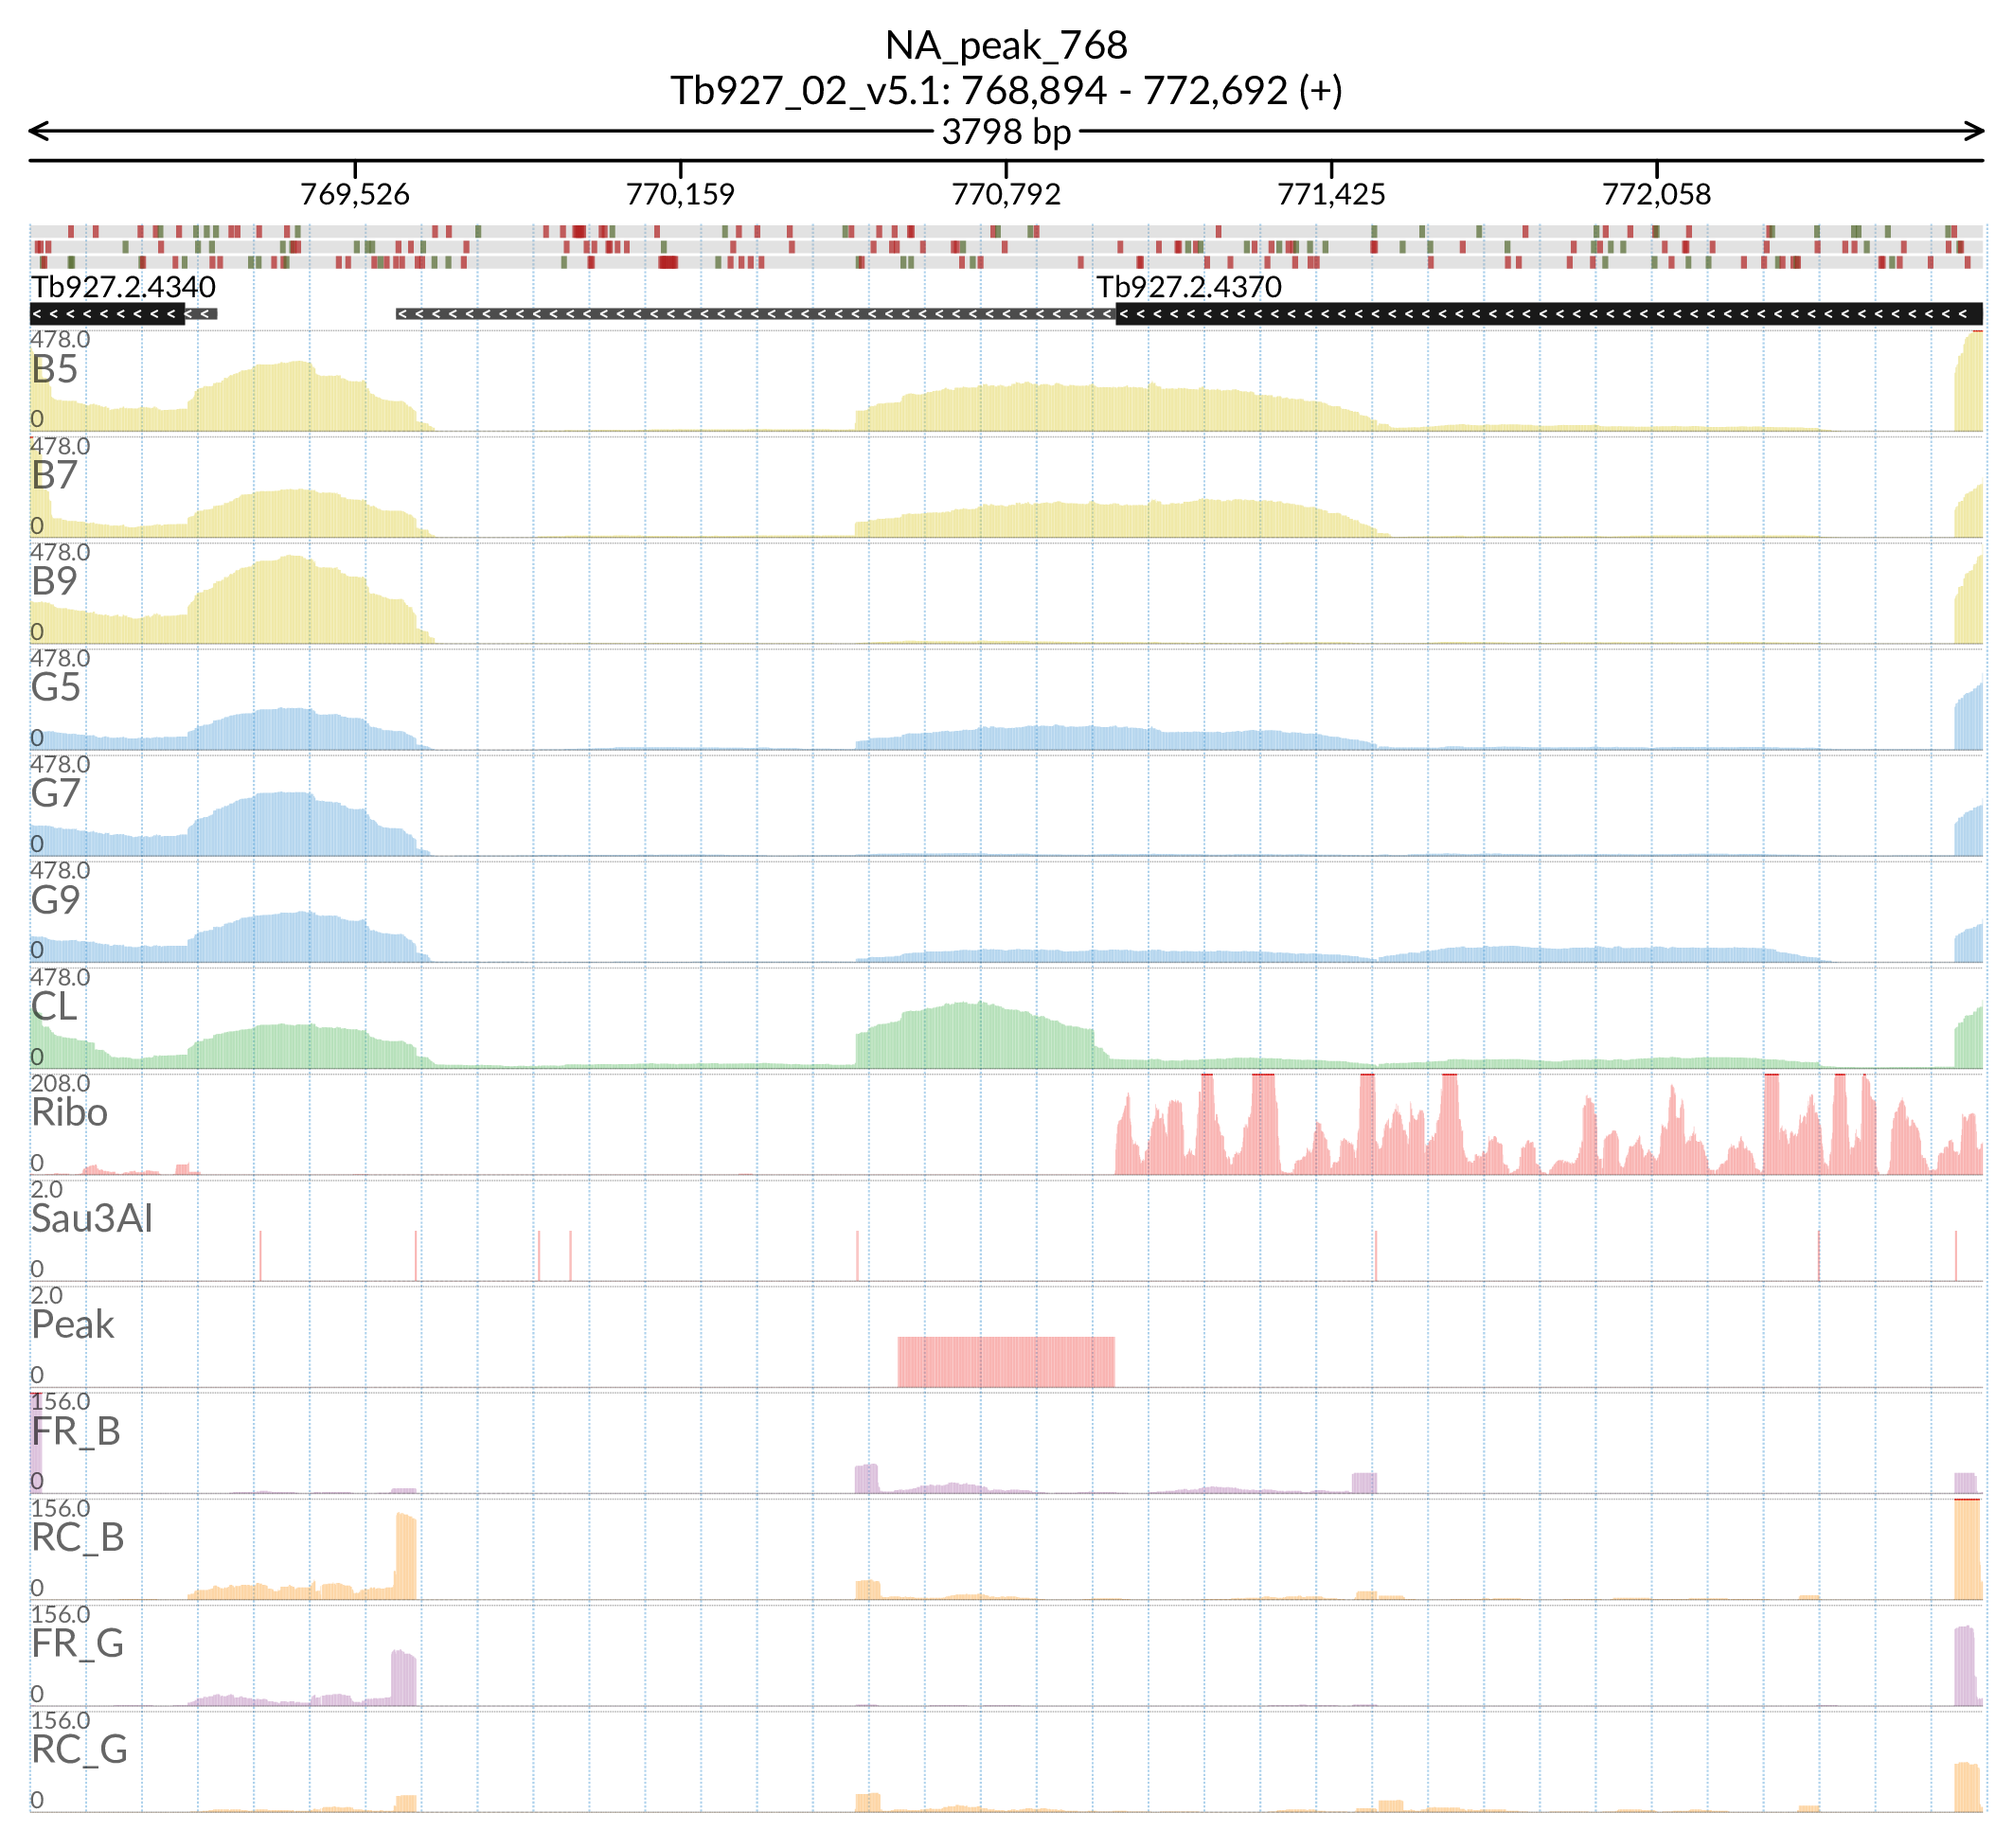 NA_peak_768
Tb927_02_v5.1: 768,894 - 772,692 (+)
3798 bp
769,526 770,159 770,792 771,425 772,058
Tb927.2.4340 Tb927.2.4370
478.0
B5
0
478.0
B7
0
478.0
B9
0
478.0
G5
0
478.0
G7
0
478.0
G9
0
478.0
CL
0
208.0
Ribo
0
2.0
Sau3AI
0
2.0
Peak
0
156.0
FR_B
0
156.0
RC_B
0
156.0
FR_G
0
156.0
RC_G
0